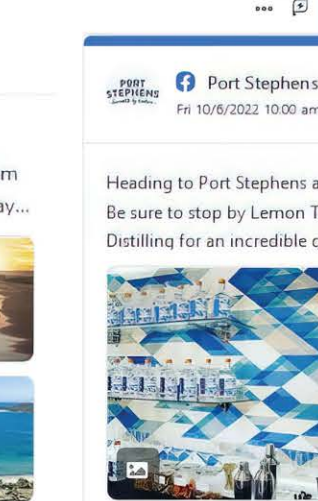 m
ay...
PORT
STEPHENS
Port Stephens
Fri 10/6/2022 10:00 am
Heading to Port Stephens a
Be sure to stop by Lemon T
Distilling for an incredible